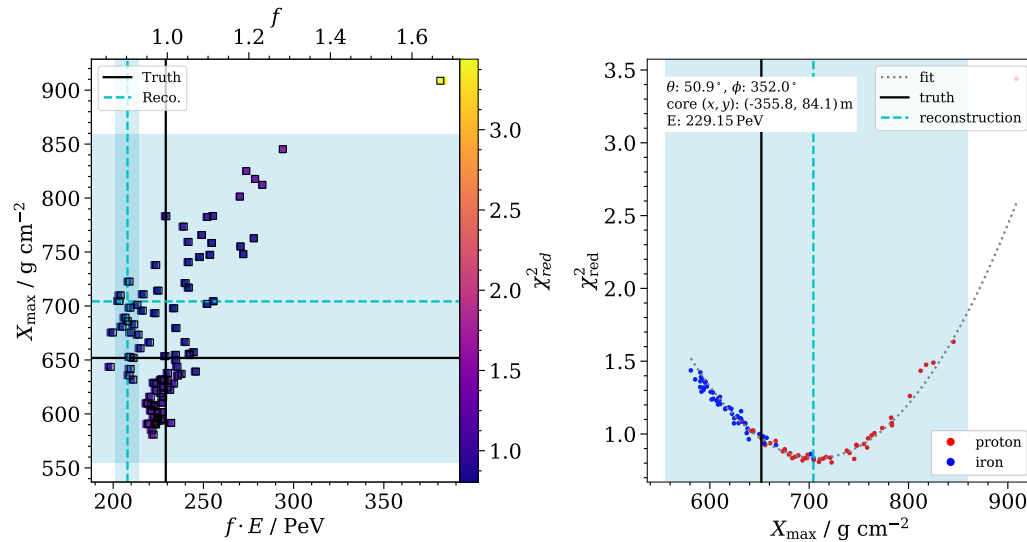 f
1.0 1.2 1.4 1.6
900
850
800
750
700
650
600
550
X_max / g cm⁻²
Truth
Reco.
200 250 300 350
f · E / PeV
3.0
2.5
2.0
1.5
1.0
χ²_red
3.5
3.0
2.5
2.0
1.5
1.0
χ²_red
θ: 50.9°, ϕ: 352.0°
core (x, y): (-355.8, 84.1) m
E: 229.15 PeV
fit
truth
reconstruction
proton
iron
600 700 800 900
X_max / g cm⁻²